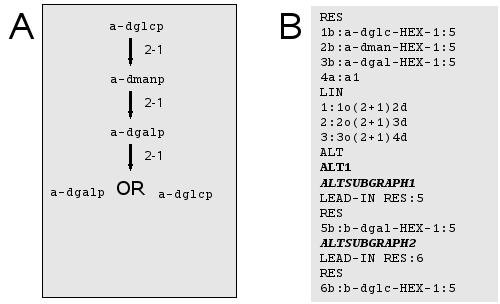 A
a-dglcp
2-1
a-dmanp
2-1
a-dgalp
2-1
a-dgalp OR a-dglcp
B
RES
1b:a-dglc-HEX-1:5
2b:a-dman-HEX-1:5
3b:a-dgal-HEX-1:5
4a:a1
LIN
1:1o(2+1)2d
2:2o(2+1)3d
3:3o(2+1)4d
ALT
ALT1
ALTSUBGRAPH1
LEAD-IN RES:5
RES
5b:b-dgal-HEX-1:5
ALTSUBGRAPH2
LEAD-IN RES:6
RES
6b:b-dglc-HEX-1:5